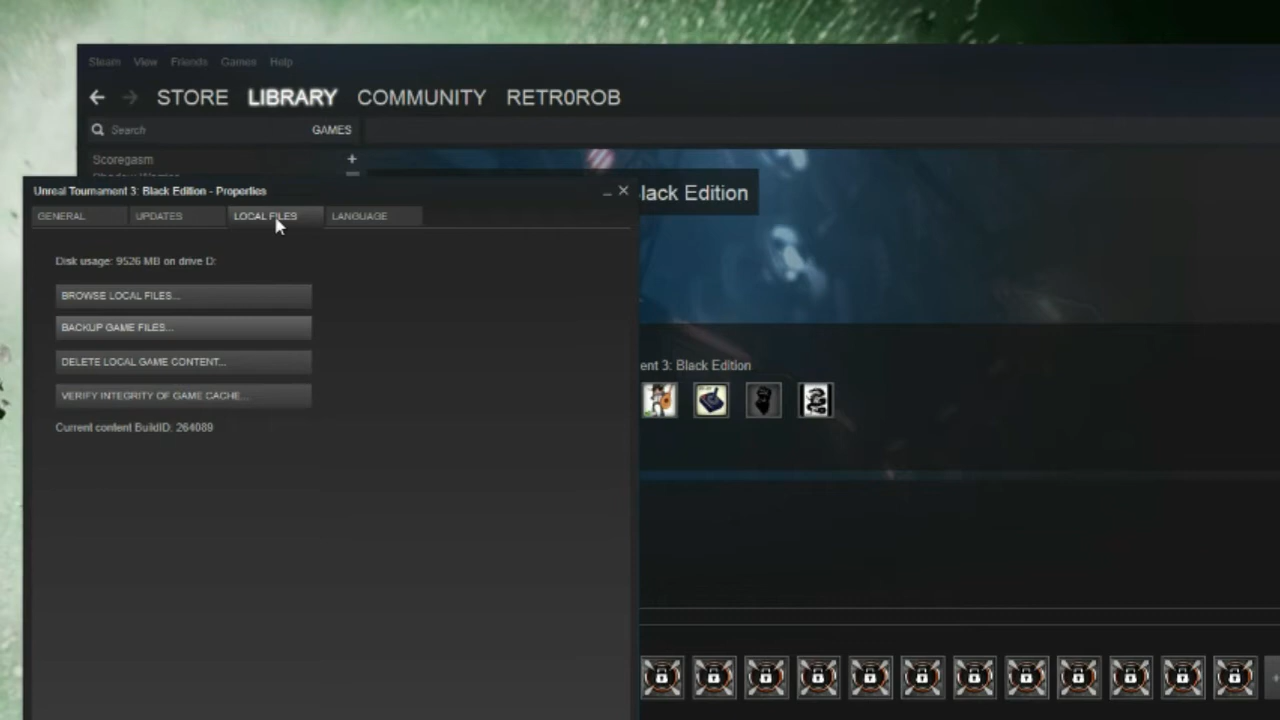 Steam View Friends Games Help
STORE LIBRARY COMMUNITY RETR0ROB
Search GAMES
Scoregasm +
Unreal Tournament 3: Black Edition - Properties
lack Edition
GENERAL UPDATES LOCAL FILES LANGUAGE
Disk usage: 9526 MB on drive D:
BROWSE LOCAL FILES...
BACKUP GAME FILES...
DELETE LOCAL GAME CONTENT...
ent 3: Black Edition
VERIFY INTEGRITY OF GAME CACHE...
Current content BuildID: 264089